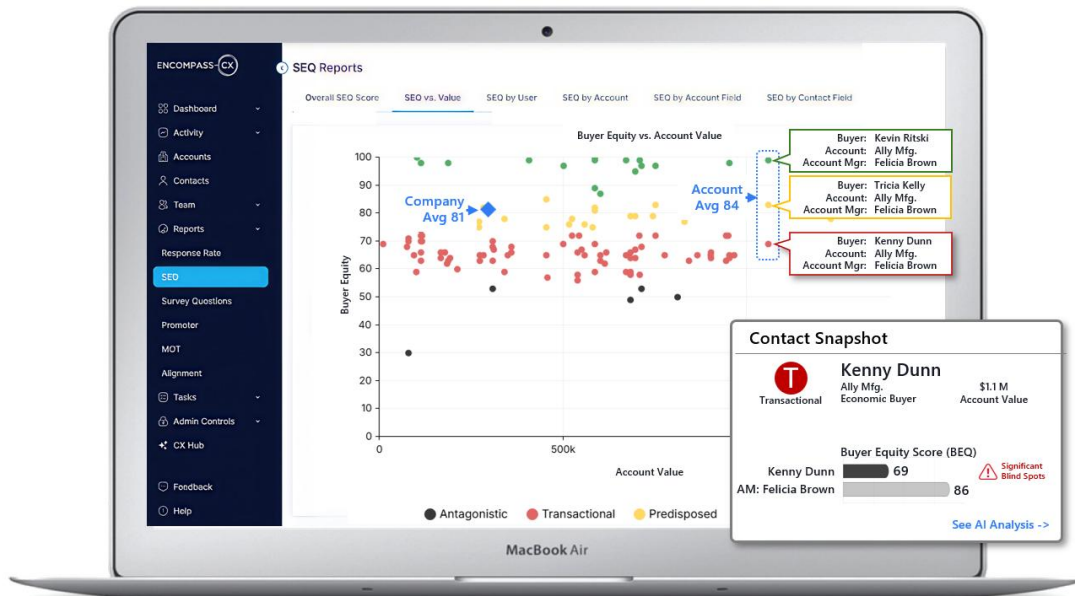 ENCOMPASS-CX
Dashboard
Activity
Accounts
Contacts
Team
Reports
Response Rate
SEQ
Survey Questions
Promoter
MOT
Alignment
Tasks
Admin Controls
CX Hub
Feedback
Help
SEQ Reports
Overall SEQ Score
SEQ vs. Value
SEQ by User
SEQ by Account
SEQ by Account Field
SEQ by Contact Field
Buyer Equity vs. Account Value
Buyer Equity
100
90
80
70
60
50
40
30
20
10
0
0
500k
Account Value
Company
Avg 81
Account
Avg 84
Buyer: Kevin Ritski
Account: Ally Mfg.
Account Mgr: Felicia Brown
Buyer: Tricia Kelly
Account: Ally Mfg.
Account Mgr: Felicia Brown
Buyer: Kenny Dunn
Account: Ally Mfg.
Account Mgr: Felicia Brown
Antagonistic
Transactional
Predisposed
Contact Snapshot
T
Transactional
Kenny Dunn
Ally Mfg.
Economic Buyer
$1.1 M
Account Value
Buyer Equity Score (BEQ)
Kenny Dunn 69
AM: Felicia Brown 86
Significant
Blind Spots
See AI Analysis ->
MacBook Air